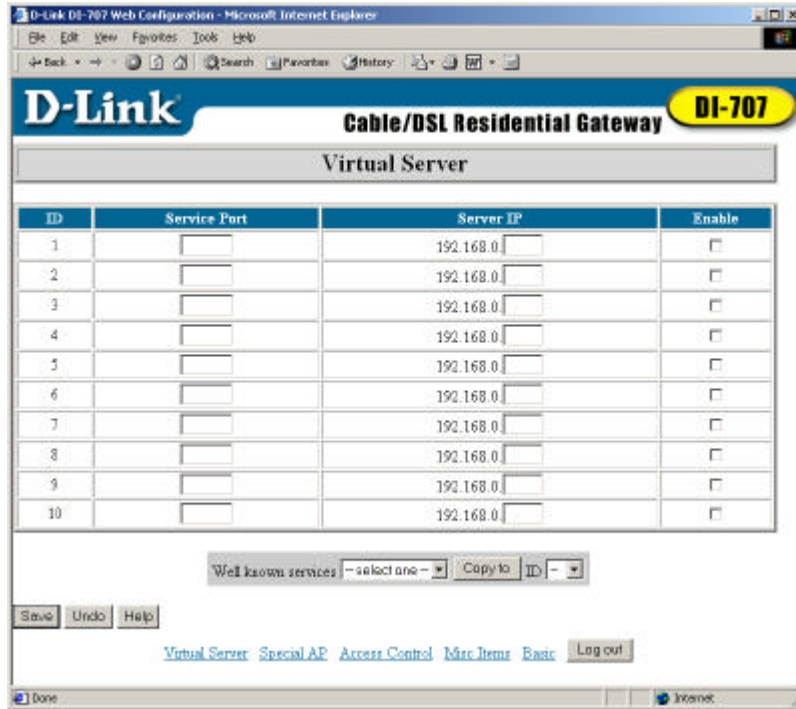 D-Link DI-707 Web Configuration - Microsoft Internet Explorer
File Edit View Favorites Tools Help
Back Search Favorites History
D-Link
DI-707
Cable/DSL Residential Gateway
Virtual Server
ID Service Port Server IP Enable
1 192.168.0.
2 192.168.0.
3 192.168.0.
4 192.168.0.
5 192.168.0.
6 192.168.0.
7 192.168.0.
8 192.168.0.
9 192.168.0.
10 192.168.0.
Well known services -- select one -- Copy to ID --
Save Undo Help
Virtual Server Special AP Access Control Misc Items Basic Log out
Done Internet